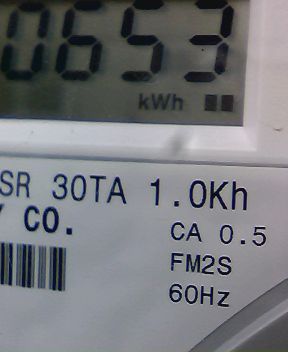 0653
kWh
SR 30TA 1.0Kh
CO.
CA 0.5
FM2S
60Hz